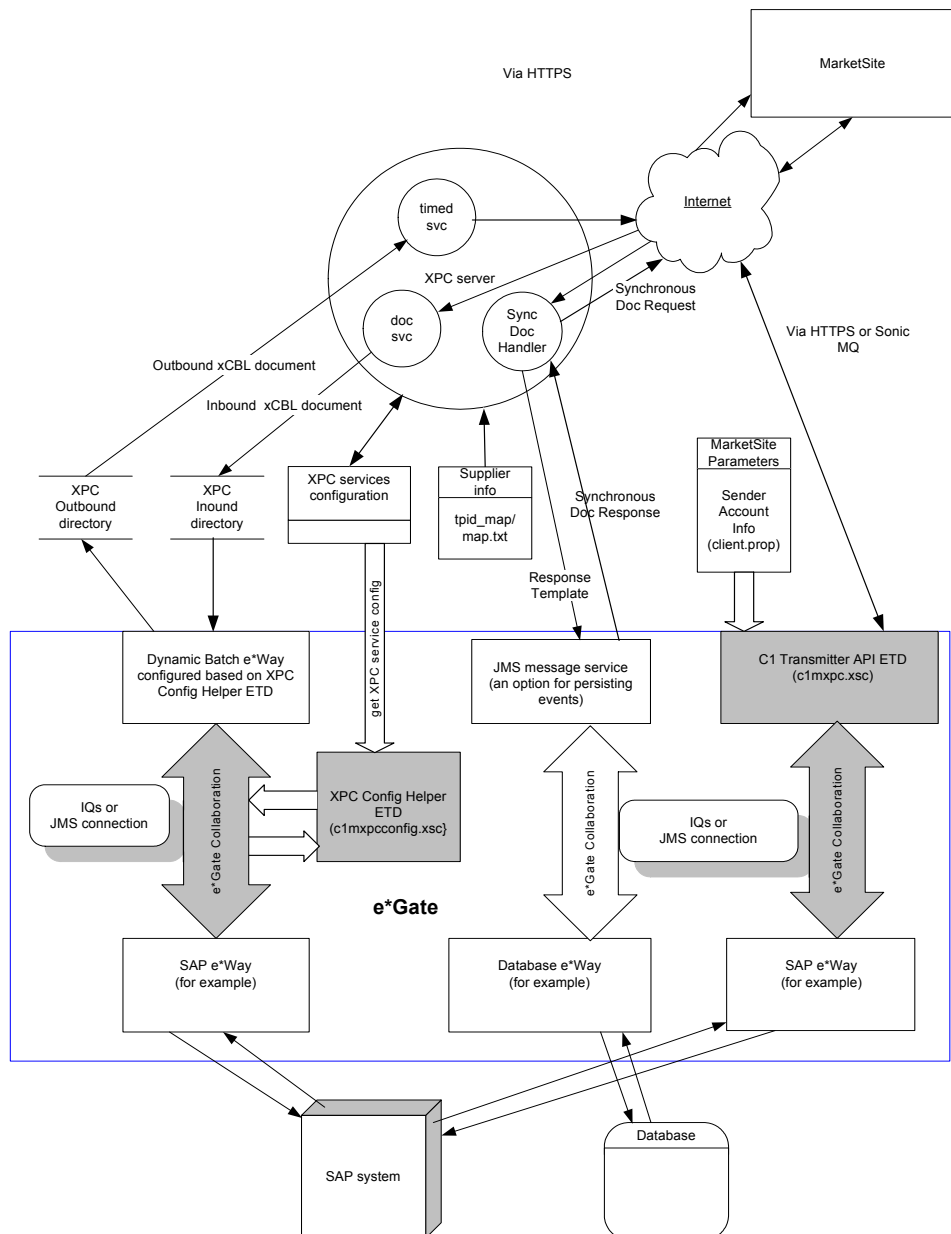 MarketSite
Via HTTPS
Internet
timed
svc
XPC server
doc
svc
Sync
Doc
Handler
Synchronous
Doc Request
Via HTTPS or Sonic
MQ
Outbound xCBL document
Inbound xCBL document
XPC
Outbound
directory
XPC
Inound
directory
XPC services
configuration
Supplier
info
tpid_map/
map.txt
Synchronous
Doc Response
MarketSite
Parameters
Sender
Account
Info
(client.prop)
Response
Template
get XPC service config
Dynamic Batch e*Way
configured based on XPC
Config Helper ETD
JMS message service
(an option for persisting
events)
C1 Transmitter API ETD
(c1mxpc.xsc)
IQs or
JMS connection
e*Gate Collaboration
XPC Config Helper
ETD
(c1mxpcconfig.xsc}
e*Gate Collaboration
IQs or
JMS connection
e*Gate Collaboration
e*Gate
SAP e*Way
(for example)
Database e*Way
(for example)
SAP e*Way
(for example)
SAP system
Database